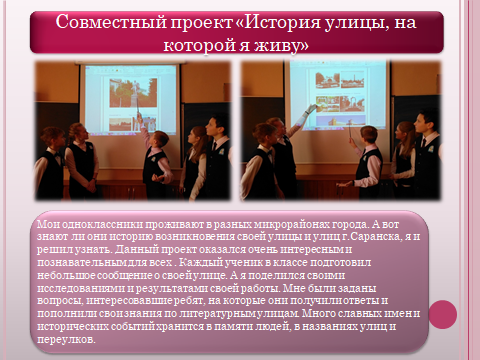 Совместный проект «История улицы, на
которой я живу»
Мои одноклассники проживают в разных микрорайонах города. А вот
знают ли они историю возникновения своей улицы и улиц г.Саранска, я и
решил узнать. Данный проект оказался очень интересным и
познавательным для всех . Каждый ученик в классе подготовил
небольшое сообщение о своей улице. А я поделился своими
исследованиями и результатами своей работы. Мне были заданы
вопросы, интересовавшие ребят, на которые они получили ответы и
пополнили свои знания по литературным улицам. Много славных имен и
исторических событий хранится в памяти людей, в названиях улиц и
переулков.